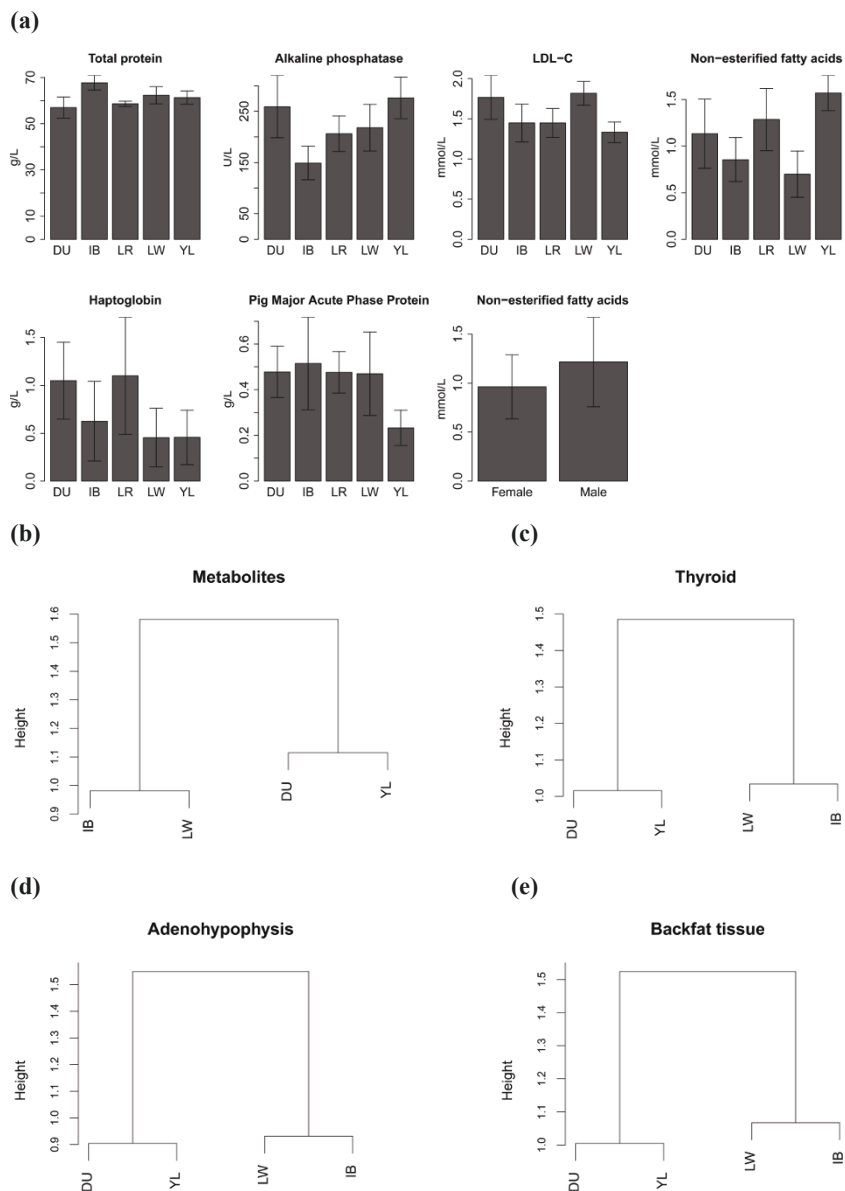 (a)
Total protein
g/L
0 10 30 50 70
DU IB LR LW YL
Alkaline phosphatase
U/L
0 50 150 250
DU IB LR LW YL
LDL−C
mmol/L
0.0 0.5 1.0 1.5 2.0
DU IB LR LW YL
Non-esterified fatty acids
mmol/L
0.0 0.5 1.0 1.5
DU IB LR LW YL
Haptoglobin
g/L
0.0 0.5 1.0 1.5
DU IB LR LW YL
Pig Major Acute Phase Protein
g/L
0.0 0.2 0.4 0.6
DU IB LR LW YL
Non-esterified fatty acids
mmol/L
0.0 0.5 1.0 1.5
Female Male
(b)
Metabolites
Height
0.9 1.0 1.1 1.2 1.3 1.4 1.5 1.6
IB LW DU YL
(c)
Thyroid
Height
1.0 1.1 1.2 1.3 1.4 1.5
DU YL LW IB
(d)
Adenohypophysis
Height
0.9 1.0 1.1 1.2 1.3 1.4 1.5
DU YL LW IB
(e)
Backfat tissue
Height
1.0 1.1 1.2 1.3 1.4 1.5
DU YL LW IB